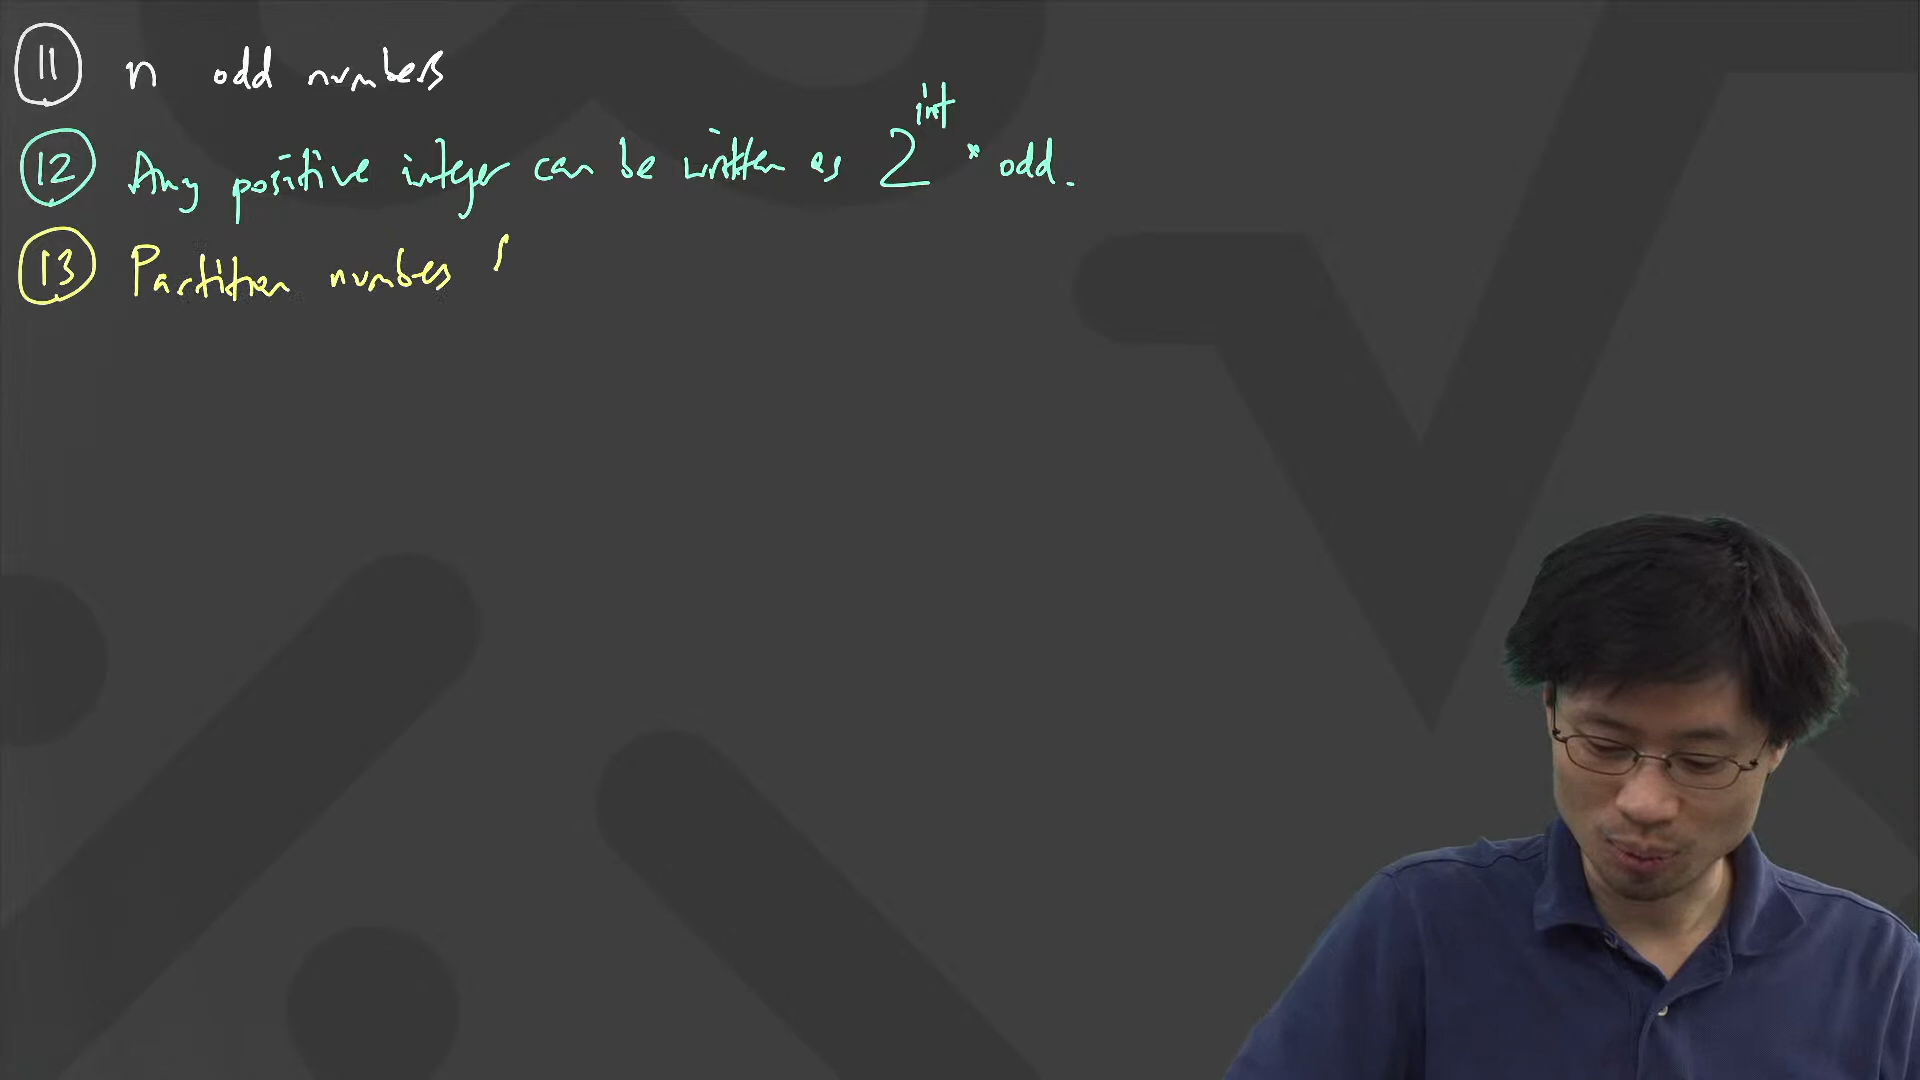 11 n odd numbers
12 Any positive integer can be written as 2^int * odd.
13 Partition numbers